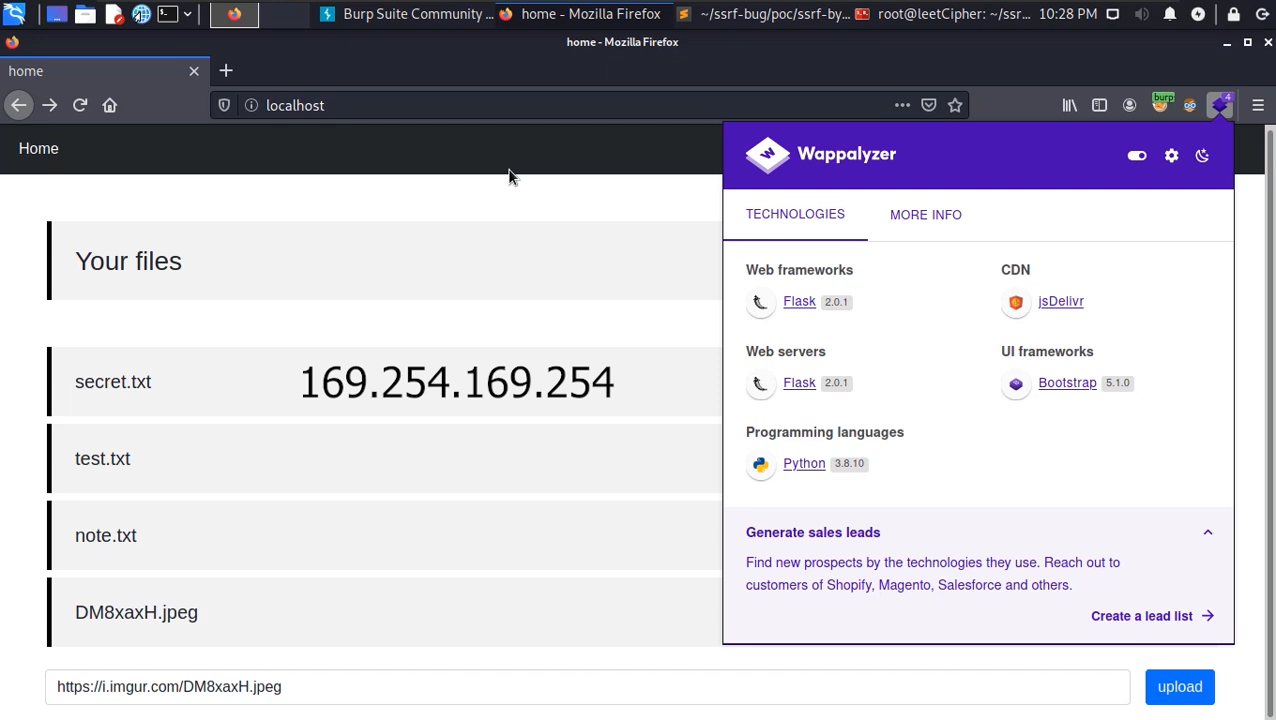 Burp Suite Community ...
home - Mozilla Firefox
~/ssrf-bug/poc/ssrf-by...
root@leetCipher: ~/ssr...
10:28 PM
home - Mozilla Firefox
home
localhost
burp
4
Home
Wappalyzer
TECHNOLOGIES
MORE INFO
Your files
Web frameworks
Flask 2.0.1
CDN
jsDelivr
Web servers
Flask 2.0.1
UI frameworks
Bootstrap 5.1.0
Programming languages
Python 3.8.10
secret.txt
169.254.169.254
test.txt
note.txt
DM8xaxH.jpeg
Generate sales leads
Find new prospects by the technologies they use. Reach out to
customers of Shopify, Magento, Salesforce and others.
Create a lead list
https://i.imgur.com/DM8xaxH.jpeg
upload